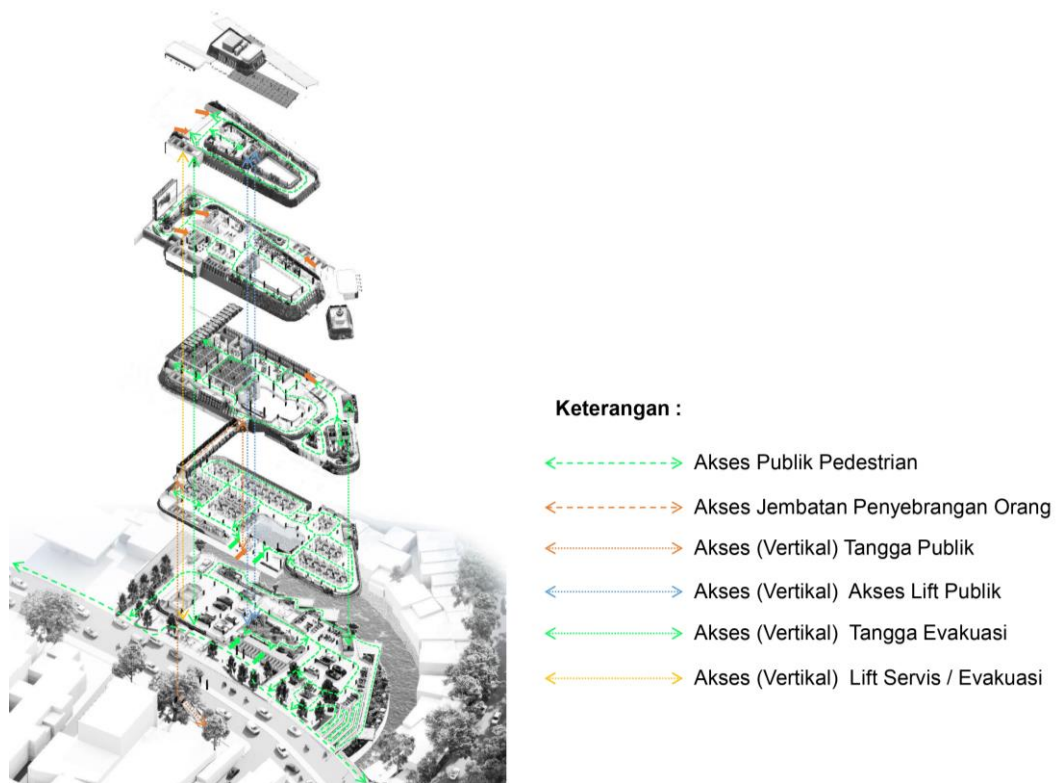 Keterangan :
Akses Publik Pedestrian
Akses Jembatan Penyebrangan Orang
Akses (Vertikal) Tangga Publik
Akses (Vertikal)  Akses Lift Publik
Akses (Vertikal)  Tangga Evakuasi
Akses (Vertikal)  Lift Servis / Evakuasi